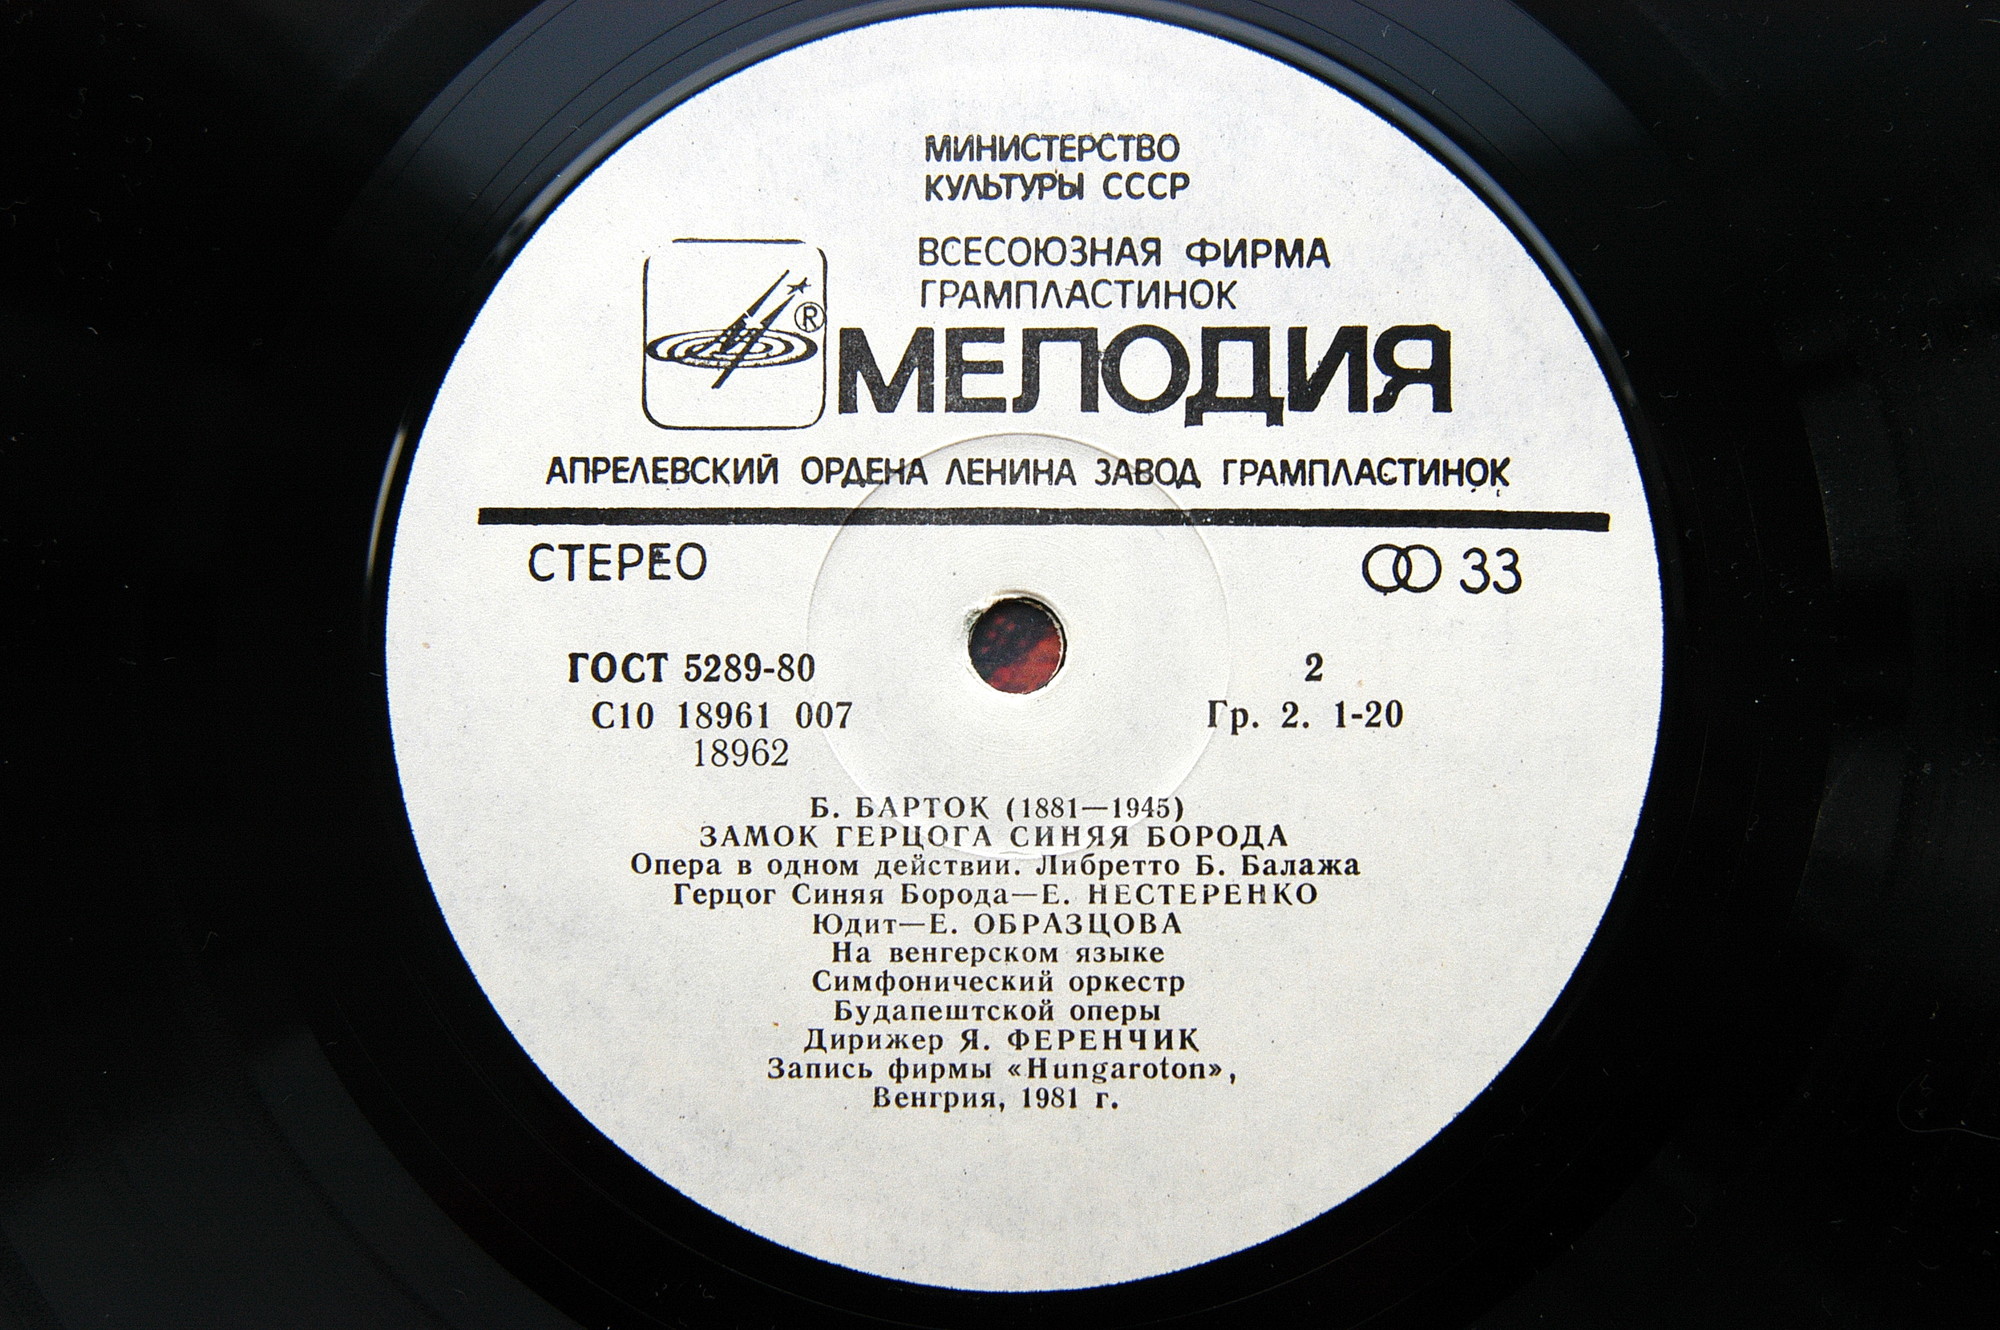 МИНИСТЕРСТВО
КУЛЬТУРЫ СССР
ВСЕСОЮЗНАЯ ФИРМА
ГРАМПЛАСТИНОК
®
МЕЛОДИЯ
АПРЕЛЕВСКИЙ ОРДЕНА ЛЕНИНА ЗАВОД ГРАМПЛАСТИНОК
СТЕРЕО
33
ГОСТ 5289-80
2
С10 18961 007
Гр. 2. 1-20
18962
Б. БАРТОК (1881—1945)
ЗАМОК ГЕРЦОГА СИНЯЯ БОРОДА
Опера в одном действии. Либретто Б. Балажа
Герцог Синяя Борода—Е. НЕСТЕРЕНКО
Юдит—Е. ОБРАЗЦОВА
На венгерском языке
Симфонический оркестр
Будапештской оперы
Дирижер Я. ФЕРЕНЧИК
Запись фирмы «Hungaroton»,
Венгрия, 1981 г.